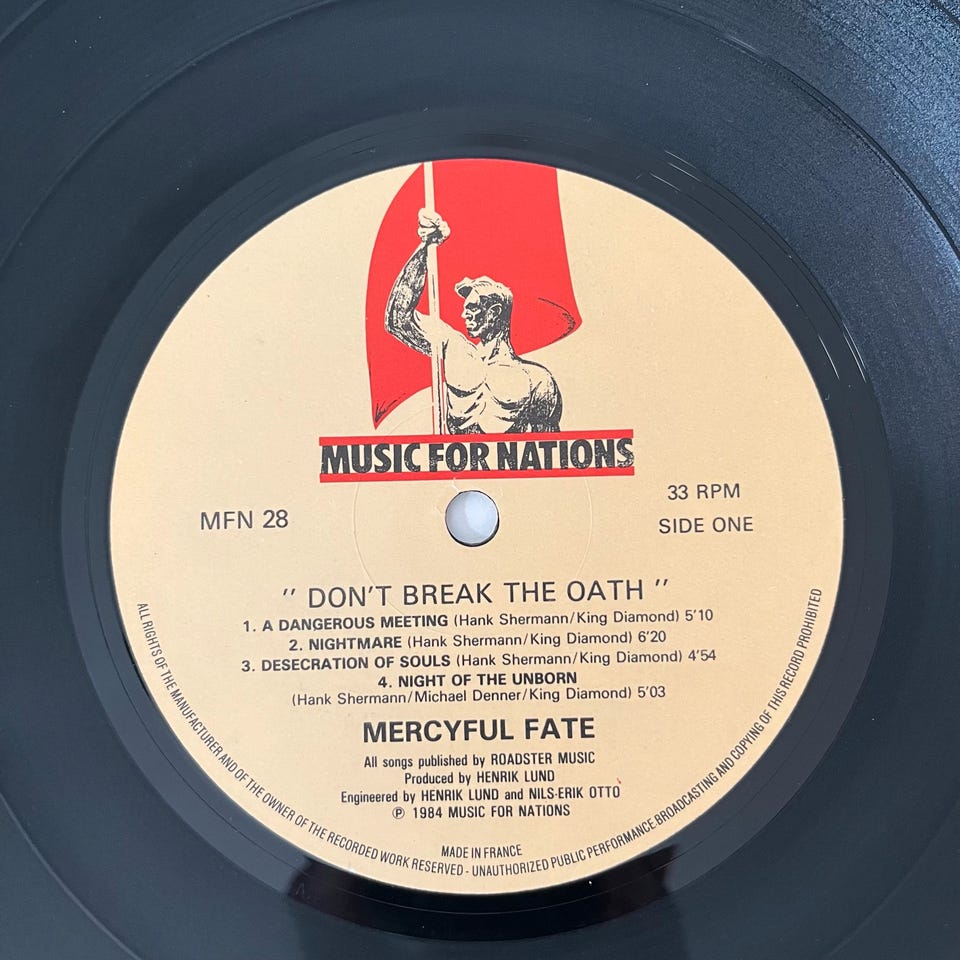 MUSIC FOR NATIONS
MFN 28
33 RPM
SIDE ONE
" DON'T BREAK THE OATH "
1. A DANGEROUS MEETING (Hank Shermann/King Diamond) 5'10
2. NIGHTMARE (Hank Shermann/King Diamond) 6'20
3. DESECRATION OF SOULS (Hank Shermann/King Diamond) 4'54
4. NIGHT OF THE UNBORN
(Hank Shermann/Michael Denner/King Diamond) 5'03
MERCYFUL FATE
All songs published by ROADSTER MUSIC
Produced by HENRIK LUND
Engineered by HENRIK LUND and NILS-ERIK OTTO
℗ 1984 MUSIC FOR NATIONS
MADE IN FRANCE
ALL RIGHTS OF THE MANUFACTURER AND OF THE OWNER OF THE RECORDED WORK RESERVED - UNAUTHORIZED PUBLIC PERFORMANCE.BROADCASTING AND COPYING OF THIS RECORD PROHIBITED